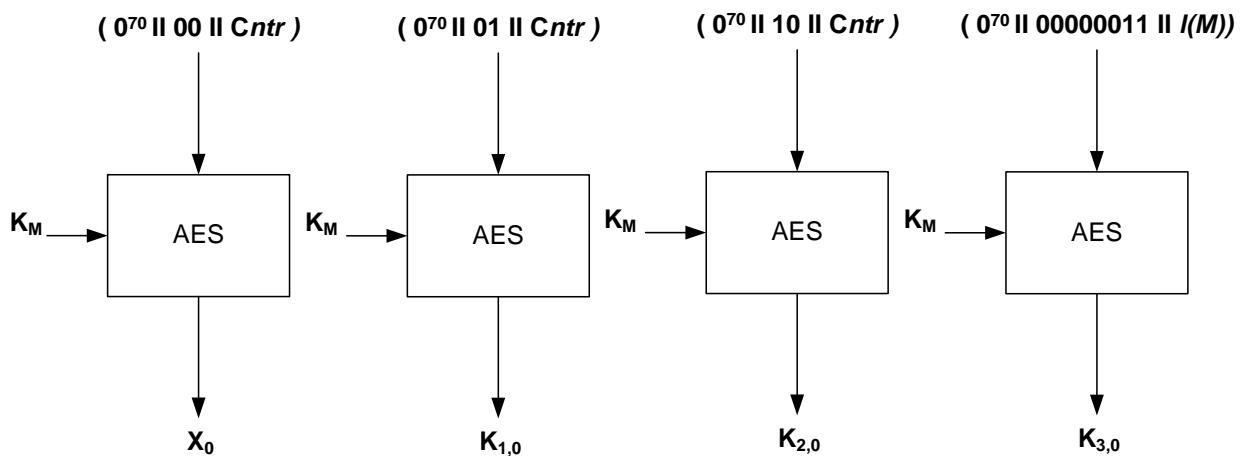 ( 0⁷⁰ II 00 II Cntr )
( 0⁷⁰ II 01 II Cntr )
( 0⁷⁰ II 10 II Cntr )
( 0⁷⁰ II 00000011 II l(M))
K_M
AES
K_M
AES
K_M
AES
K_M
AES
X₀
K₁,₀
K₂,₀
K₃,₀